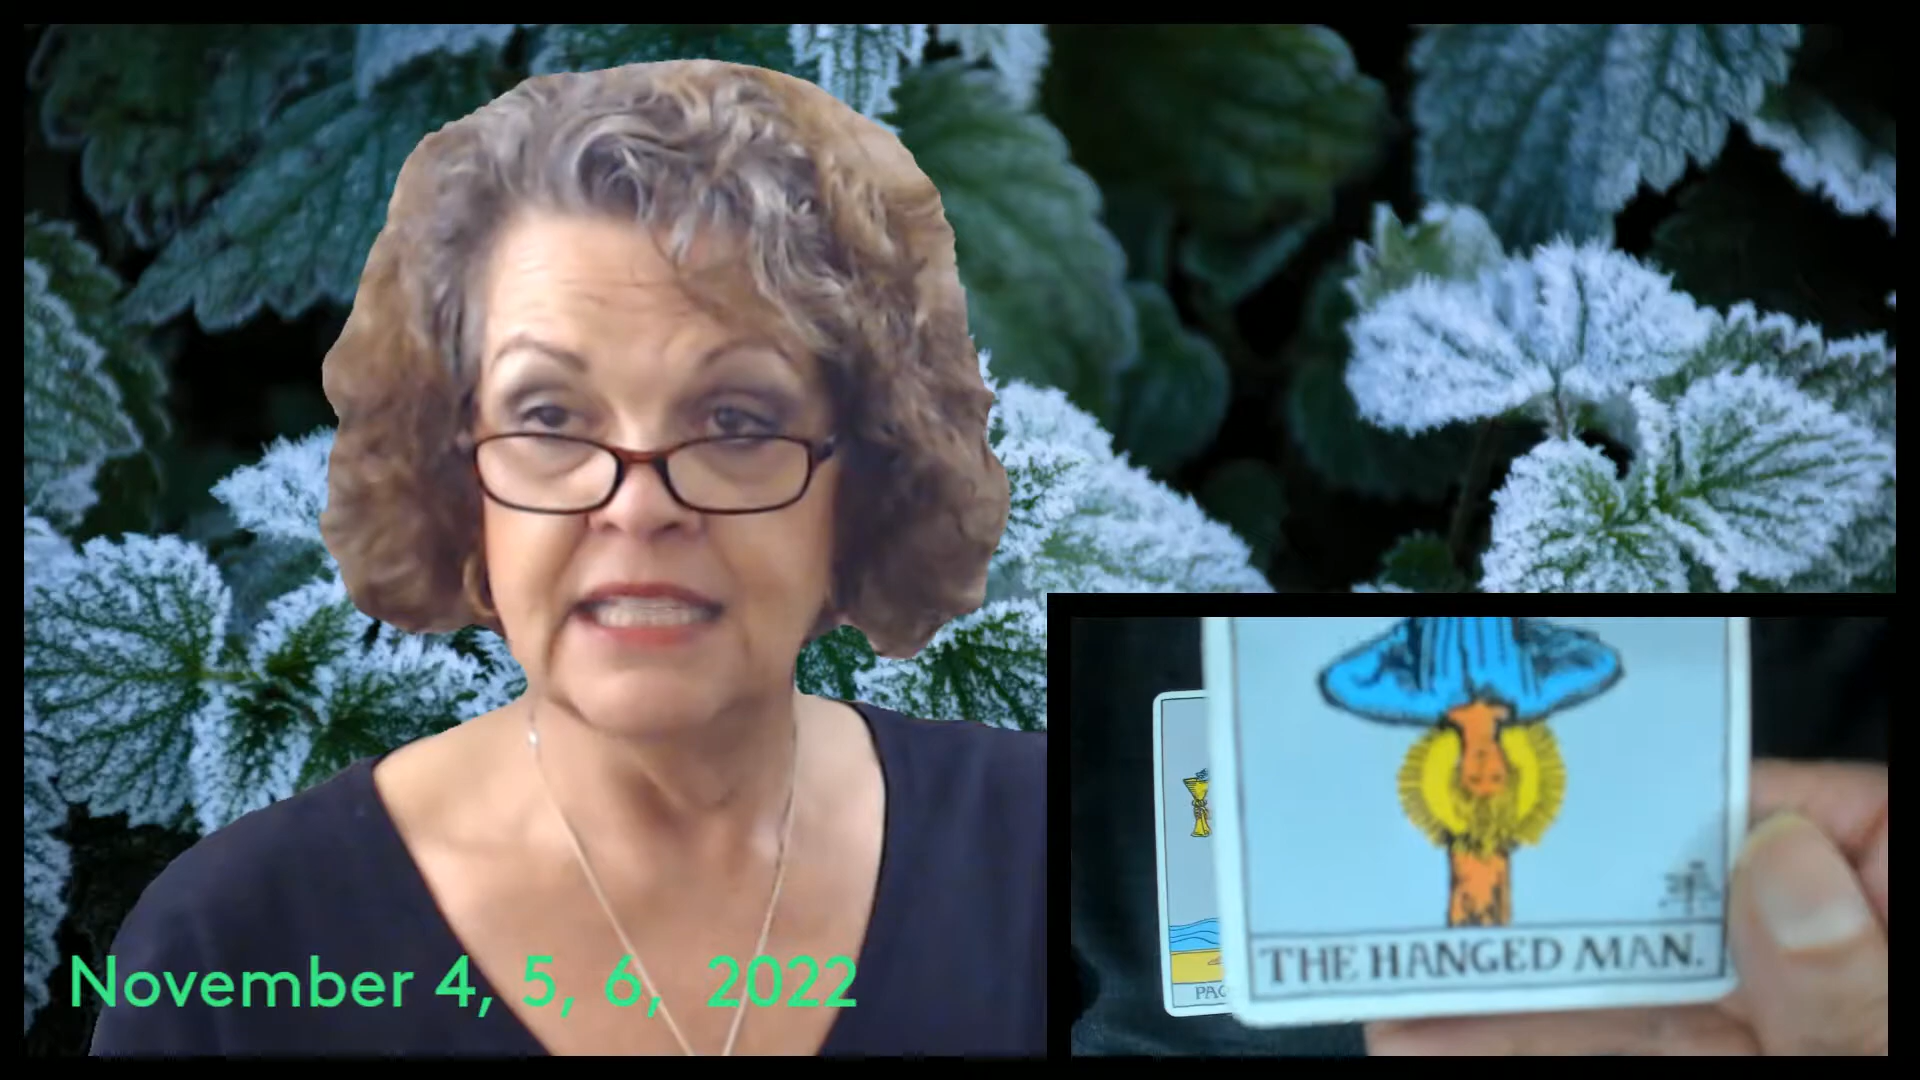 November 4, 5, 6, 2022
THE HANGED MAN.